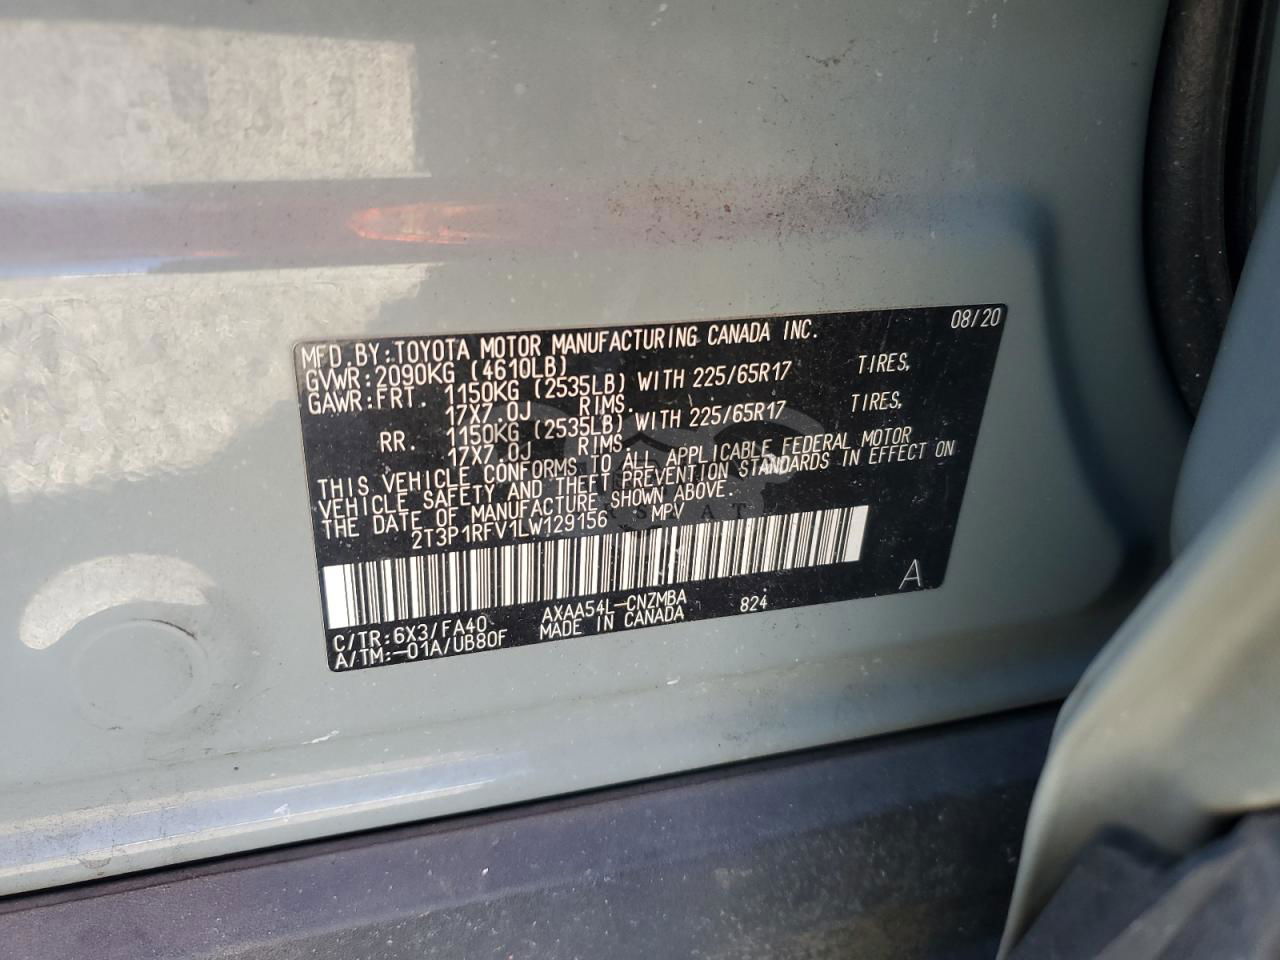 08/20
MFD.BY:TOYOTA MOTOR MANUFACTURING CANADA INC.
GVWR:2090KG (4610LB)
GAWR:FRT. 1150KG (2535LB) WITH 225/65R17 TIRES,
17X7.0J RIMS.
RR. 1150KG (2535LB) WITH 225/65R17 TIRES,
17X7.0J RIMS.
THIS VEHICLE CONFORMS TO ALL APPLICABLE FEDERAL MOTOR
VEHICLE SAFETY AND THEFT PREVENTION STANDARDS IN EFFECT ON
THE DATE OF MANUFACTURE SHOWN ABOVE.
2T3P1RFV1LW129156 MPV
A
C/TR:6X3/FA40 AXAA54L-CNZMBA 824
A/TM:-01A/UB80F MADE IN CANADA